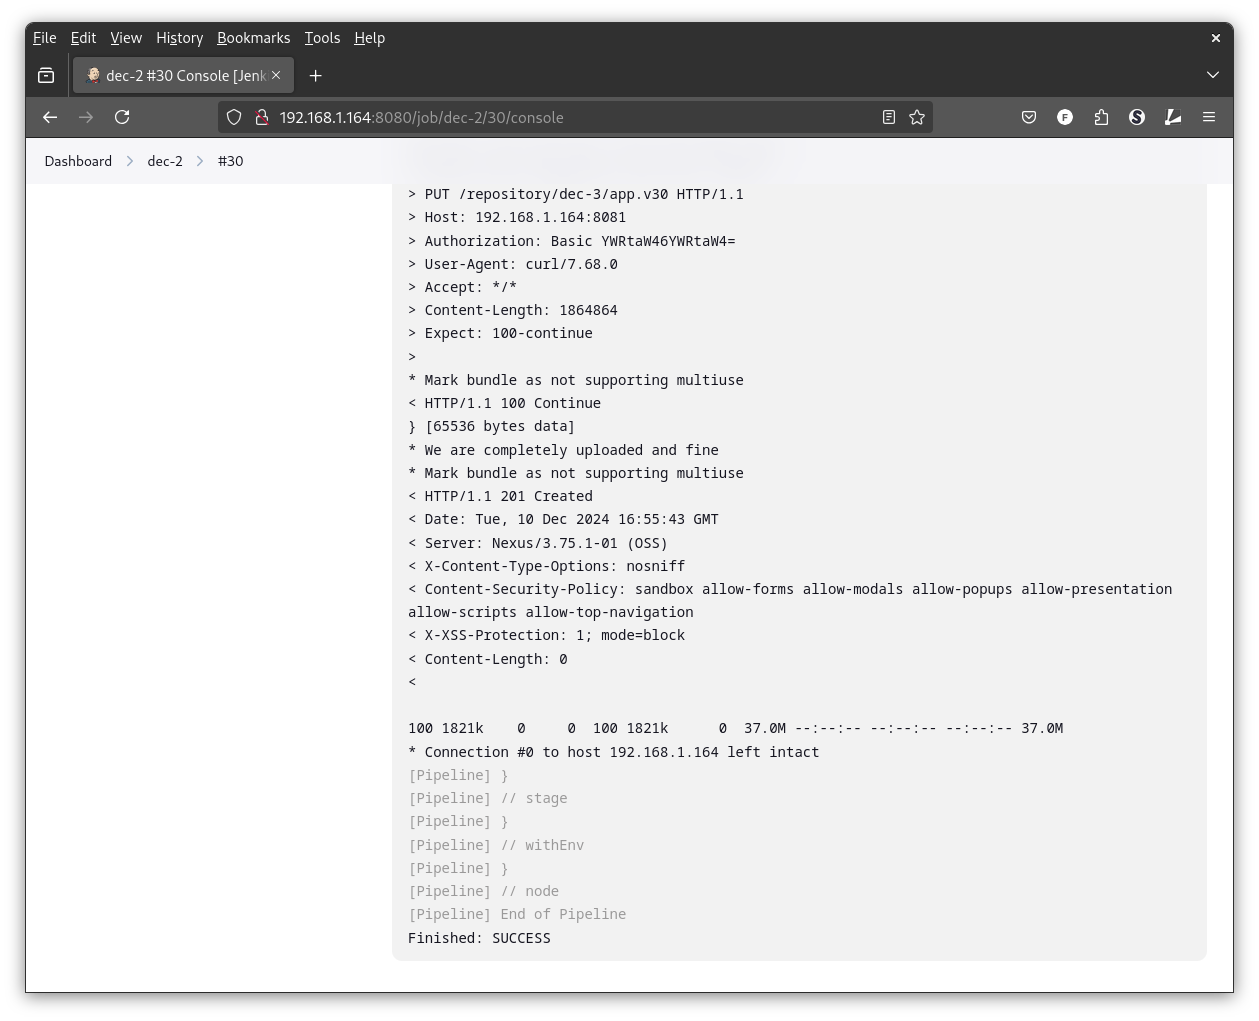 File Edit View History Bookmarks Tools Help
dec-2 #30 Console [Jenk
192.168.1.164:8080/job/dec-2/30/console
Dashboard dec-2 #30
> PUT /repository/dec-3/app.v30 HTTP/1.1
> Host: 192.168.1.164:8081
> Authorization: Basic YWRtaW46YWRtaW4=
> User-Agent: curl/7.68.0
> Accept: */*
> Content-Length: 1864864
> Expect: 100-continue
>
* Mark bundle as not supporting multiuse
< HTTP/1.1 100 Continue
} [65536 bytes data]
* We are completely uploaded and fine
* Mark bundle as not supporting multiuse
< HTTP/1.1 201 Created
< Date: Tue, 10 Dec 2024 16:55:43 GMT
< Server: Nexus/3.75.1-01 (OSS)
< X-Content-Type-Options: nosniff
< Content-Security-Policy: sandbox allow-forms allow-modals allow-popups allow-presentation
allow-scripts allow-top-navigation
< X-XSS-Protection: 1; mode=block
< Content-Length: 0
<
100 1821k    0     0  100 1821k      0  37.0M --:--:-- --:--:-- --:--:-- 37.0M
* Connection #0 to host 192.168.1.164 left intact
[Pipeline] }
[Pipeline] // stage
[Pipeline] }
[Pipeline] // withEnv
[Pipeline] }
[Pipeline] // node
[Pipeline] End of Pipeline
Finished: SUCCESS